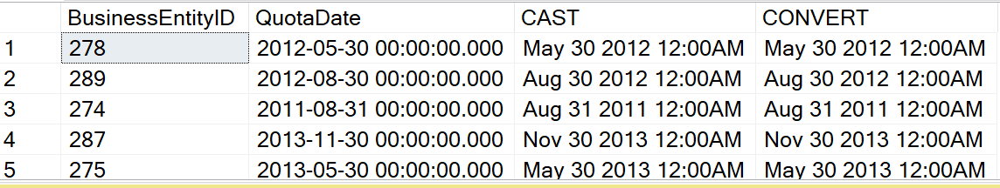 BusinessEntityID QuotaDate CAST CONVERT
1 278 2012-05-30 00:00:00.000 May 30 2012 12:00AM May 30 2012 12:00AM
2 289 2012-08-30 00:00:00.000 Aug 30 2012 12:00AM Aug 30 2012 12:00AM
3 274 2011-08-31 00:00:00.000 Aug 31 2011 12:00AM Aug 31 2011 12:00AM
4 287 2013-11-30 00:00:00.000 Nov 30 2013 12:00AM Nov 30 2013 12:00AM
5 275 2013-05-30 00:00:00.000 May 30 2013 12:00AM May 30 2013 12:00AM